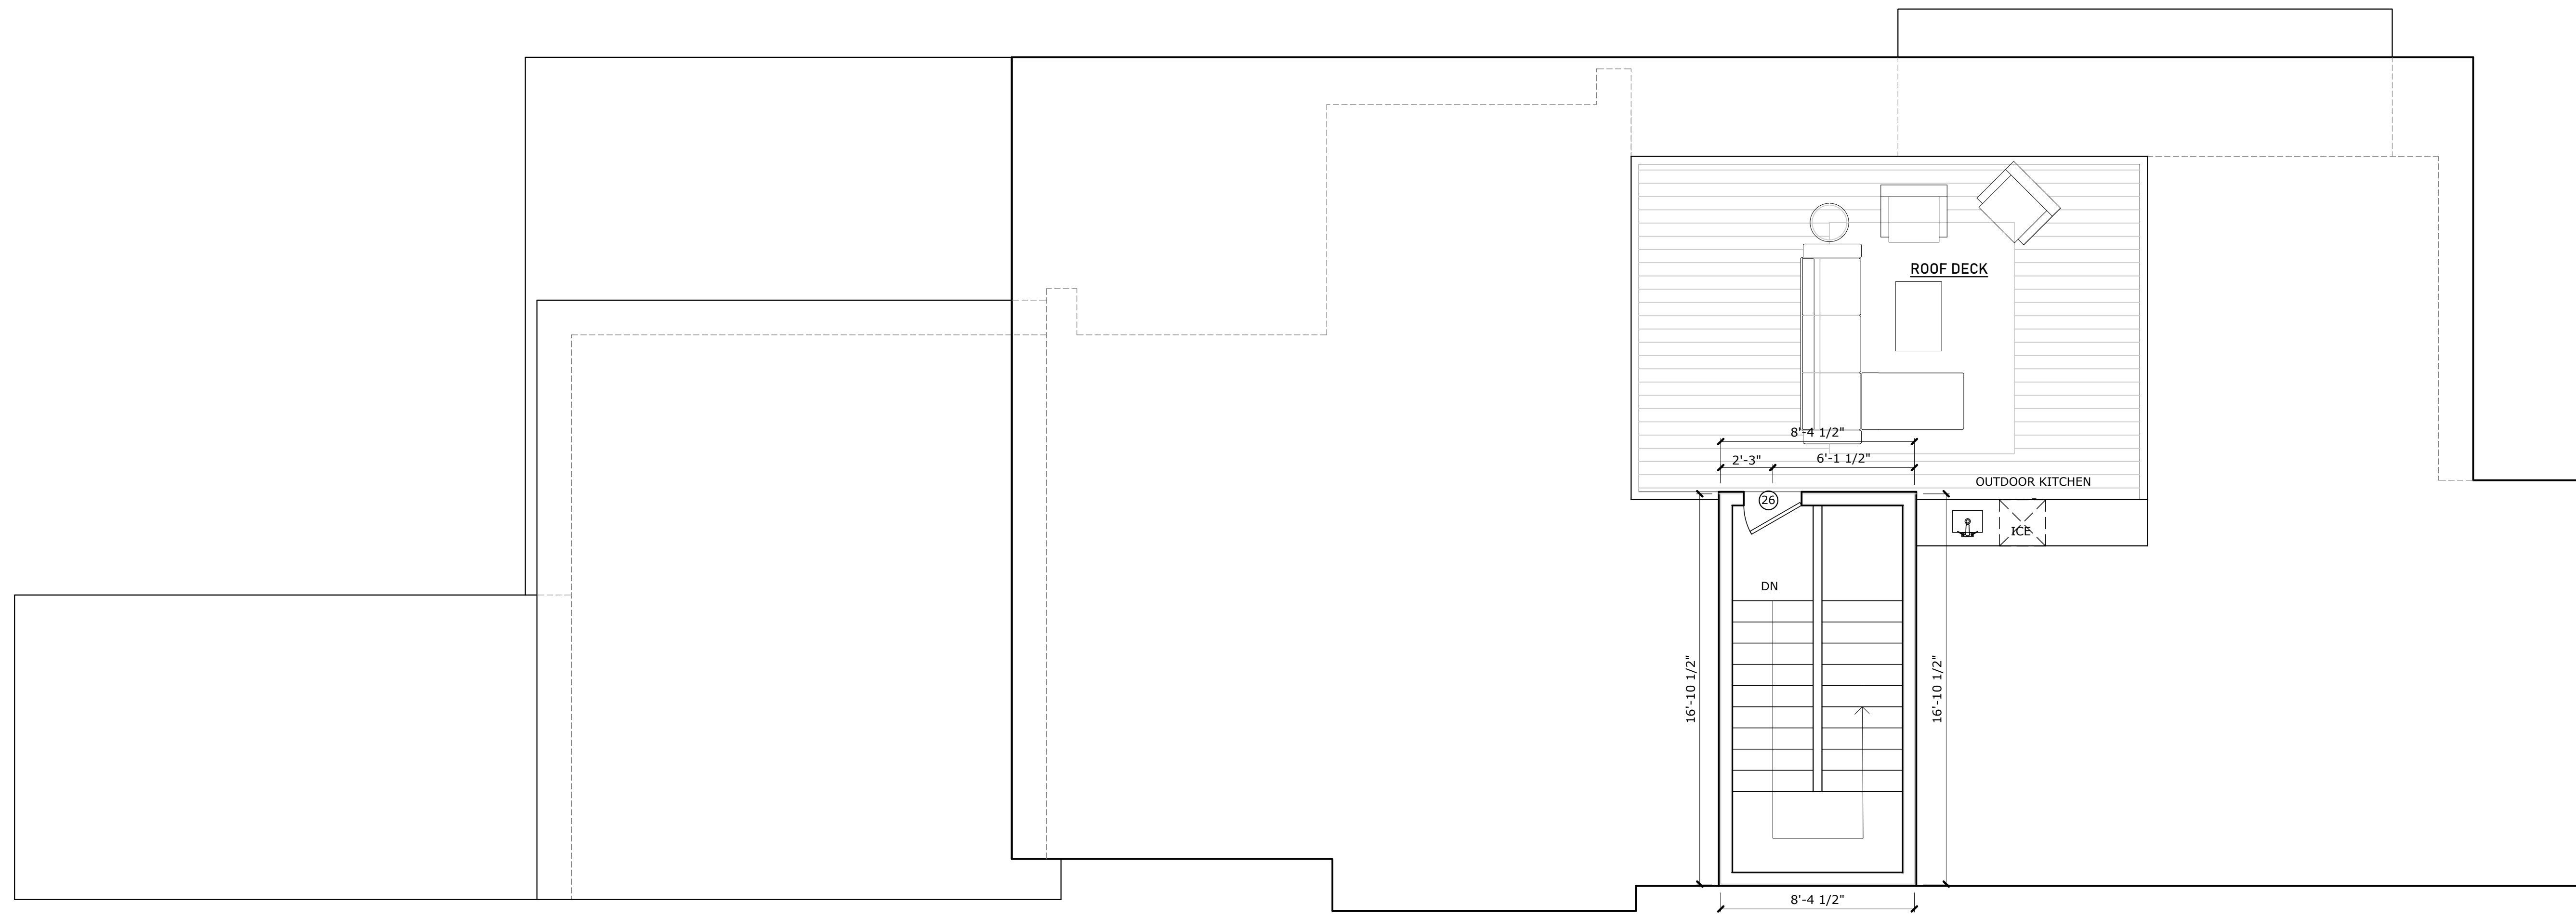 ROOF DECK
8'-4 1/2"
2'-3"
6'-1 1/2"
OUTDOOR KITCHEN
26
ICE
DN
16'-10 1/2"
16'-10 1/2"
8'-4 1/2"